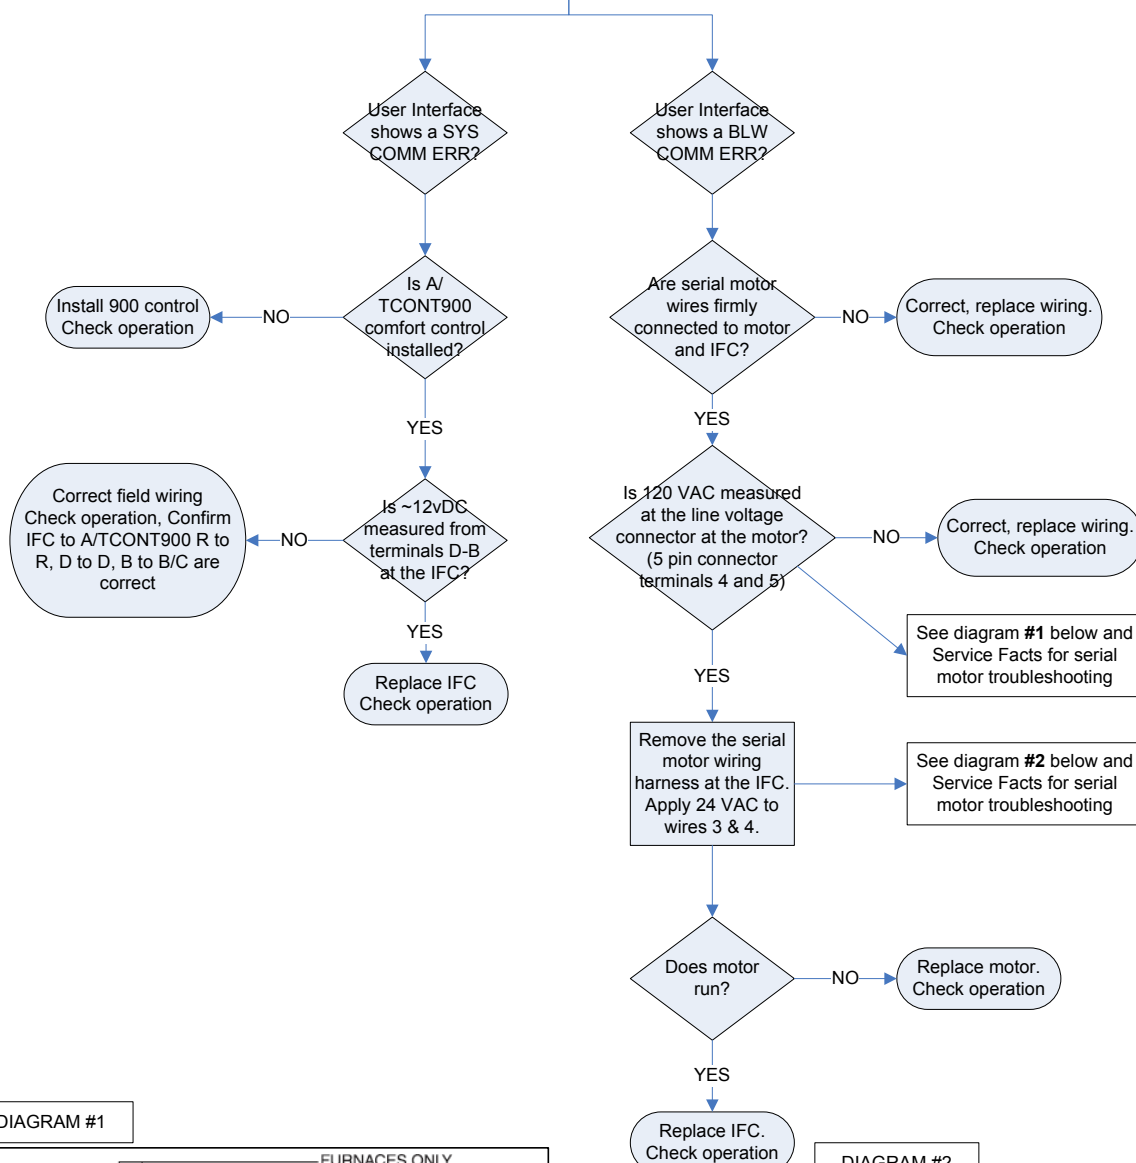 User Interface
shows a SYS
COMM ERR?
User Interface
shows a BLW
COMM ERR?
Is A/
TCONT900
comfort control
installed?
NO
Install 900 control
Check operation
Are serial motor
wires firmly
connected to motor
and IFC?
NO
Correct, replace wiring.
Check operation
YES
YES
Is ~12vDC
measured from
terminals D-B
at the IFC?
NO
Correct field wiring
Check operation, Confirm
IFC to A/TCONT900 R to
R, D to D, B to B/C are
correct
Is 120 VAC measured
at the line voltage
connector at the motor?
(5 pin connector
terminals 4 and 5)
NO
Correct, replace wiring.
Check operation
YES
Replace IFC
Check operation
See diagram #1 below and
Service Facts for serial
motor troubleshooting
YES
Remove the serial
motor wiring
harness at the IFC.
Apply 24 VAC to
wires 3 & 4.
See diagram #2 below and
Service Facts for serial
motor troubleshooting
Does motor
run?
NO
Replace motor.
Check operation
YES
Replace IFC.
Check operation
DIAGRAM #1
FURNACES ONLY
DIAGRAM #2